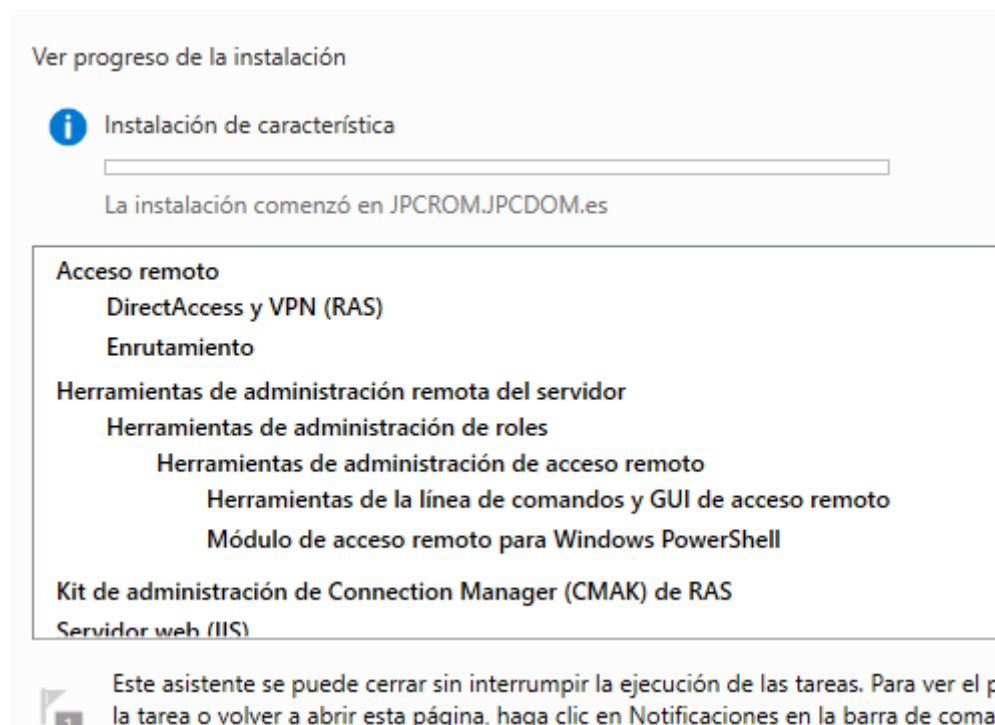 Ver progreso de la instalación
Instalación de característica
La instalación comenzó en JPCROM.JPCDOM.es
Acceso remoto
DirectAccess y VPN (RAS)
Enrutamiento
Herramientas de administración remota del servidor
Herramientas de administración de roles
Herramientas de administración de acceso remoto
Herramientas de la línea de comandos y GUI de acceso remoto
Módulo de acceso remoto para Windows PowerShell
Kit de administración de Connection Manager (CMAK) de RAS
Servidor web (IIS)
Este asistente se puede cerrar sin interrumpir la ejecución de las tareas. Para ver el p
la tarea o volver a abrir esta página, haga clic en Notificaciones en la barra de coma
1